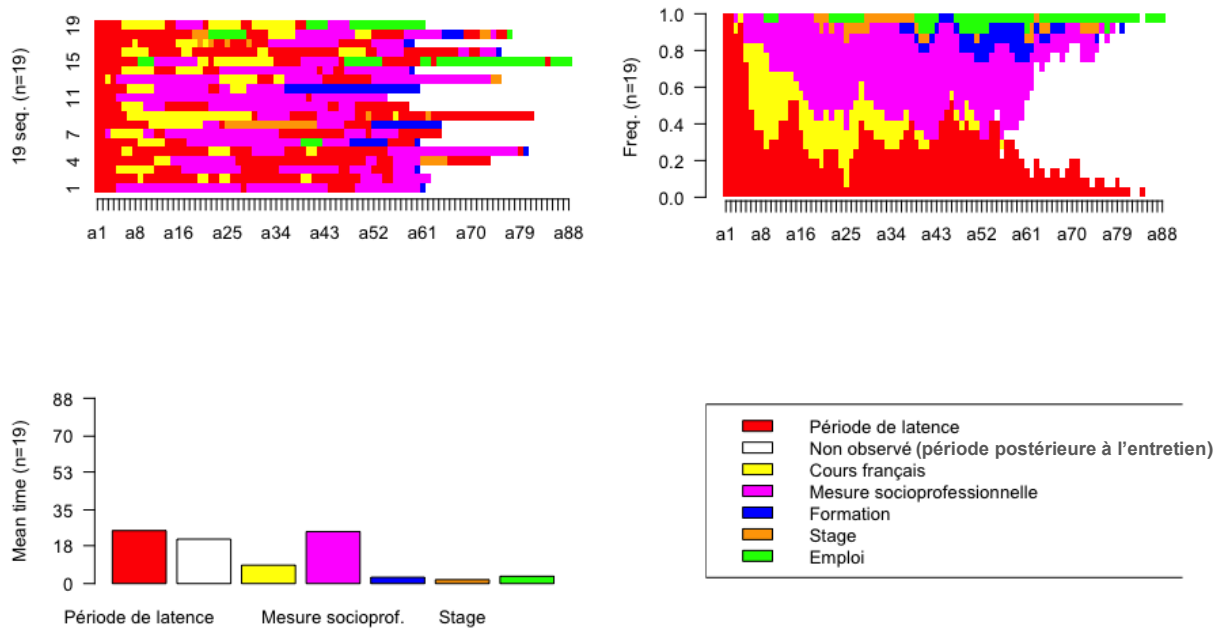 19 seq. (n=19)
19
15
11
7
4
1
a1 a8 a16 a25 a34 a43 a52 a61 a70 a79 a88
Freq. (n=19)
1.0
0.8
0.6
0.4
0.2
0.0
a1 a8 a16 a25 a34 a43 a52 a61 a70 a79 a88
Mean time (n=19)
88
70
53
35
18
0
Période de latence Mesure socioprof. Stage
Période de latence
Non observé (période postérieure à l'entretien)
Cours français
Mesure socioprofessionnelle
Formation
Stage
Emploi